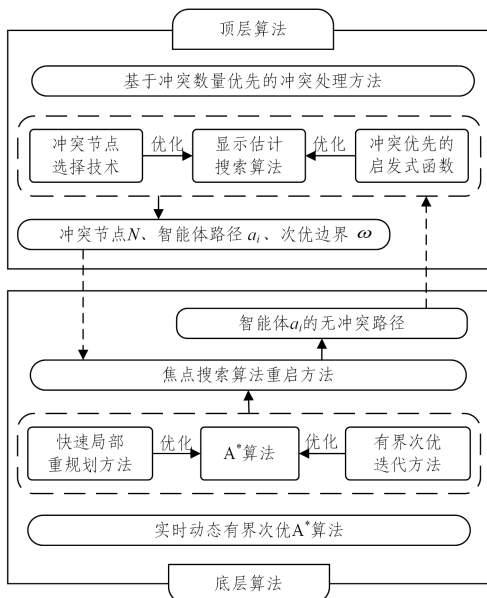 顶层算法
基于冲突数量优先的冲突处理方法
冲突节点
选择技术
优化
显示估计
搜索算法
优化
冲突优先的
启发式函数
冲突节点N、智能体路径 a_i、次优边界 ω
智能体a_i的无冲突路径
焦点搜索算法重启方法
快速局部
重规划方法
优化
A*算法
优化
有界次优
迭代方法
实时动态有界次优A*算法
底层算法